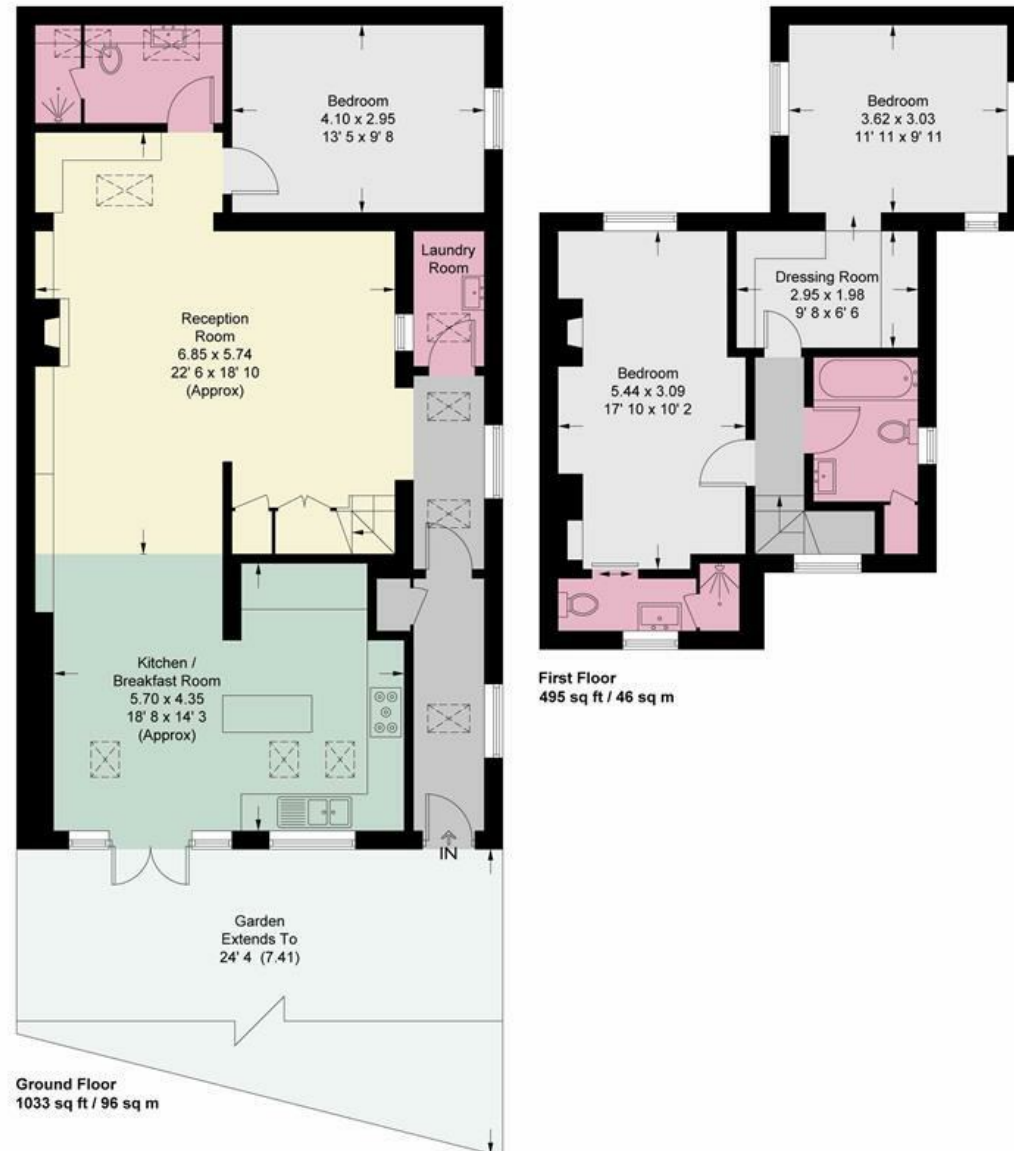 Bedroom
4.10 x 2.95
13' 5 x 9' 8
Laundry
Room
Reception
Room
6.85 x 5.74
22' 6 x 18' 10
(Approx)
Kitchen /
Breakfast Room
5.70 x 4.35
18' 8 x 14' 3
(Approx)
IN
Garden
Extends To
24' 4 (7.41)
Ground Floor
1033 sq ft / 96 sq m
Bedroom
3.62 x 3.03
11' 11 x 9' 11
Dressing Room
2.95 x 1.98
9' 8 x 6' 6
Bedroom
5.44 x 3.09
17' 10 x 10' 2
First Floor
495 sq ft / 46 sq m